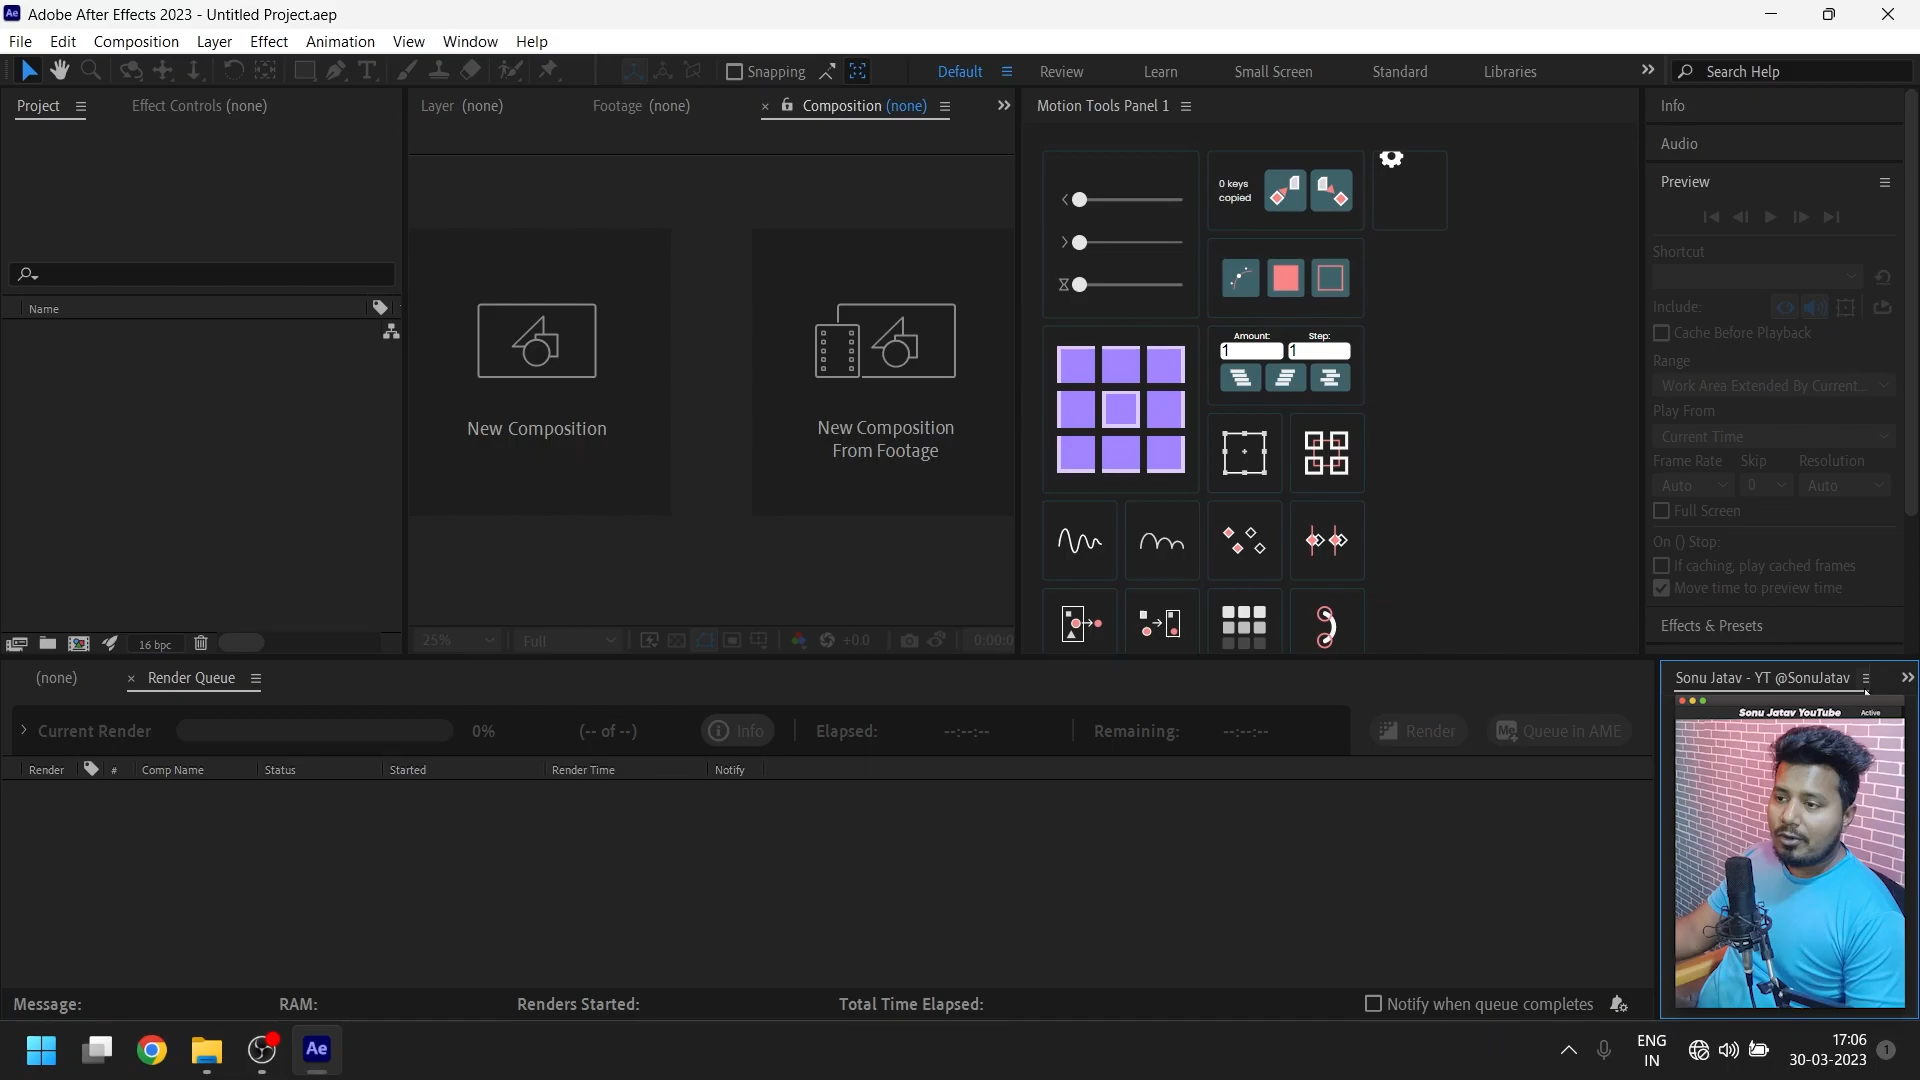 Ae Adobe After Effects 2023 - Untitled Project.aep
File Edit Composition Layer Effect Animation View Window Help
T Snapping Default Review Learn Small Screen Standard Libraries Search Help
Project Effect Controls (none) Layer (none) Footage (none) Composition (none) Motion Tools Panel 1
Info
Audio
Preview
0 keys
copied
Shortcut
Name
Include:
Cache Before Playback
Amount: Step:
1 1
Range
Work Area Extended By Current...
Play From
New Composition
New Composition
From Footage
Current Time
Frame Rate Skip Resolution
Auto 0 Auto
Full Screen
On () Stop:
If caching, play cached frames
Move time to preview time
Effects & Presets
16 bpc
25% Full +0.0 0:00:0
(none) Render Queue
Sonu Jatav - YT @SonuJatav
Sonu Jatav YouTube Active
Current Render 0% (-- of --) Info Elapsed: --:--:-- Remaining: --:--:-- Render Me Queue in AME
Render # Comp Name Status Started Render Time Notify
Message: RAM: Renders Started: Total Time Elapsed: Notify when queue completes
Ae
ENG
IN
17:06
30-03-2023
1